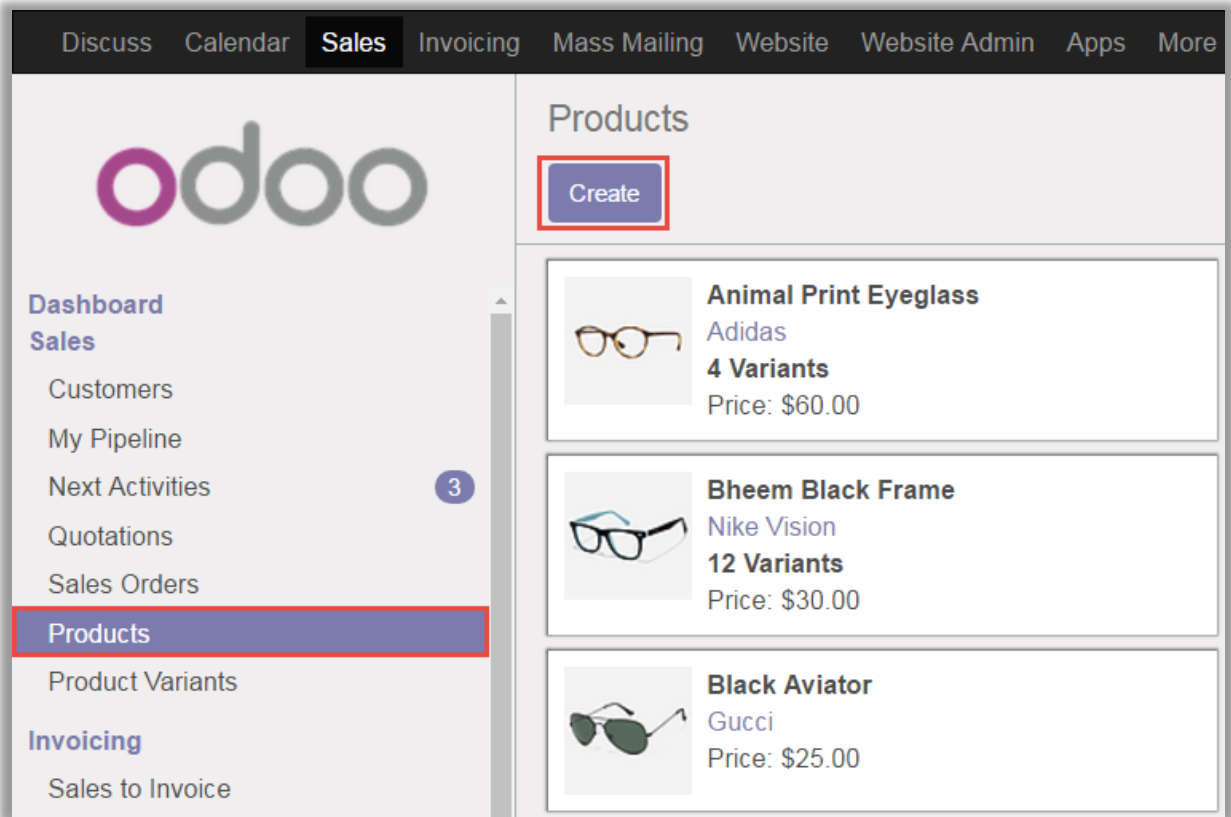 Discuss Calendar Sales Invoicing Mass Mailing Website Website Admin Apps More
odoo
Dashboard
Sales
Customers
My Pipeline
Next Activities 3
Quotations
Sales Orders
Products
Product Variants
Invoicing
Sales to Invoice
Products
Create
Animal Print Eyeglass
Adidas
4 Variants
Price: $60.00
Bheem Black Frame
Nike Vision
12 Variants
Price: $30.00
Black Aviator
Gucci
Price: $25.00